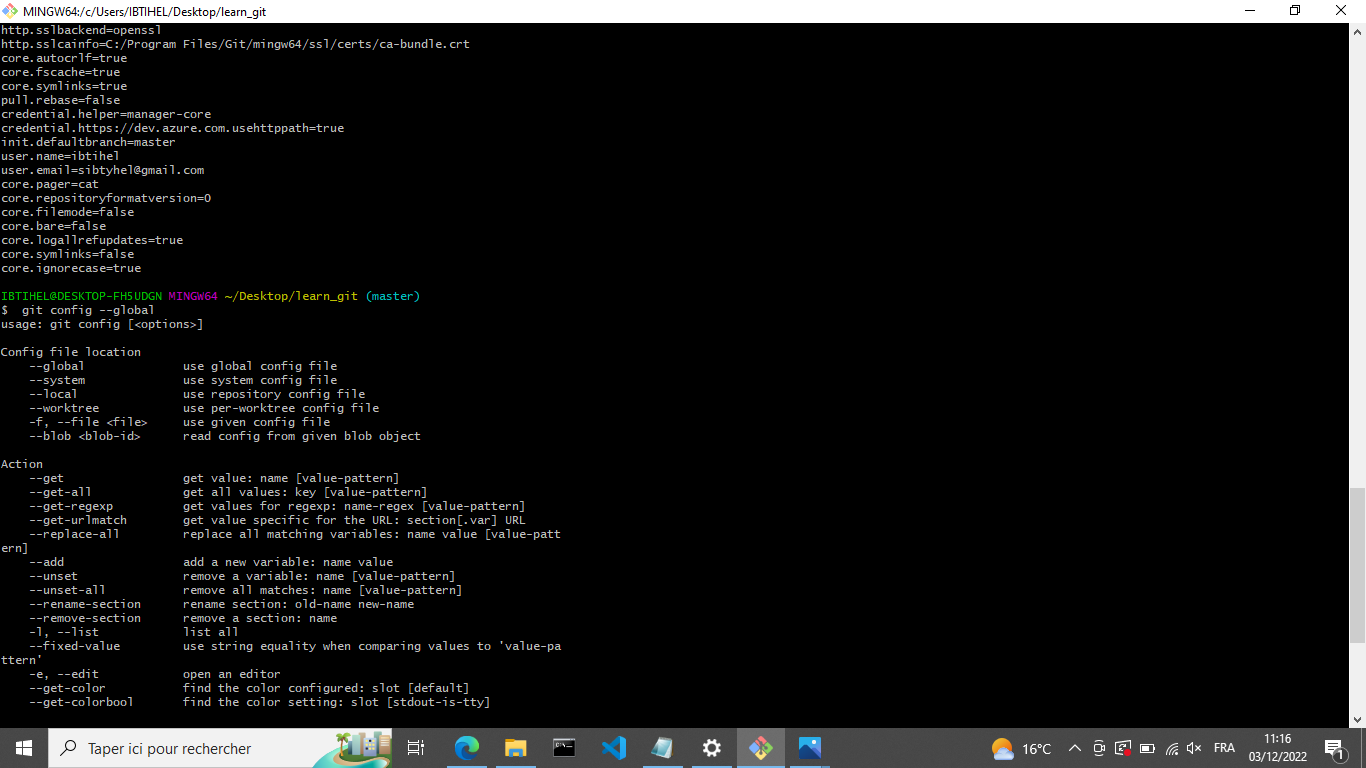 MINGW64:/c/Users/IBTIHEL/Desktop/learn_git
http.sslbackend=openssl
http.sslcainfo=C:/Program Files/Git/mingw64/ssl/certs/ca-bundle.crt
core.autocrlf=true
core.fscache=true
core.symlinks=true
pull.rebase=false
credential.helper=manager-core
credential.https://dev.azure.com.usehttppath=true
init.defaultbranch=master
user.name=ibtihel
user.email=sibtyhel@gmail.com
core.pager=cat
core.repositoryformatversion=0
core.filemode=false
core.bare=false
core.logallrefupdates=true
core.symlinks=false
core.ignorecase=true
IBTIHEL@DESKTOP-FH5UDGN MINGW64 ~/Desktop/learn_git (master)
$  git config --global
usage: git config [<options>]
Config file location
    --global              use global config file
    --system              use system config file
    --local               use repository config file
    --worktree            use per-worktree config file
    -f, --file <file>     use given config file
    --blob <blob-id>      read config from given blob object
Action
    --get                 get value: name [value-pattern]
    --get-all             get all values: key [value-pattern]
    --get-regexp          get values for regexp: name-regex [value-pattern]
    --get-urlmatch        get value specific for the URL: section[.var] URL
    --replace-all         replace all matching variables: name value [value-patt
ern]
    --add                 add a new variable: name value
    --unset               remove a variable: name [value-pattern]
    --unset-all           remove all matches: name [value-pattern]
    --rename-section      rename section: old-name new-name
    --remove-section      remove a section: name
    -l, --list            list all
    --fixed-value         use string equality when comparing values to 'value-pa
ttern'
    -e, --edit            open an editor
    --get-color           find the color configured: slot [default]
    --get-colorbool       find the color setting: slot [stdout-is-tty]
Taper ici pour rechercher
16°C
FRA
11:16
03/12/2022
1